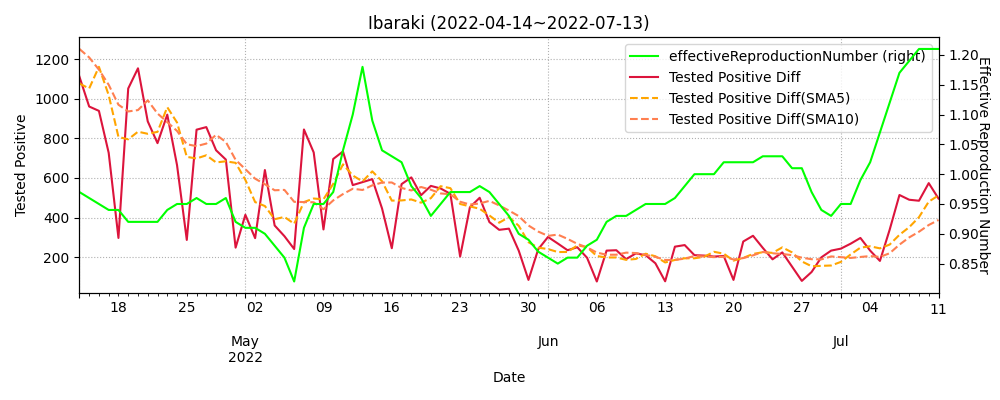 Ibaraki (2022-04-14~2022-07-13)
effectiveReproductionNumber (right)
Tested Positive Diff
Tested Positive Diff(SMA5)
Tested Positive Diff(SMA10)
Tested Positive
1200
1000
800
600
400
200
Effective Reproduction Number
1.20
1.15
1.10
1.05
1.00
0.95
0.90
0.85
18 25 02 09 16 23 30 06 13 20 27 04 11
May Jun Jul
2022
Date